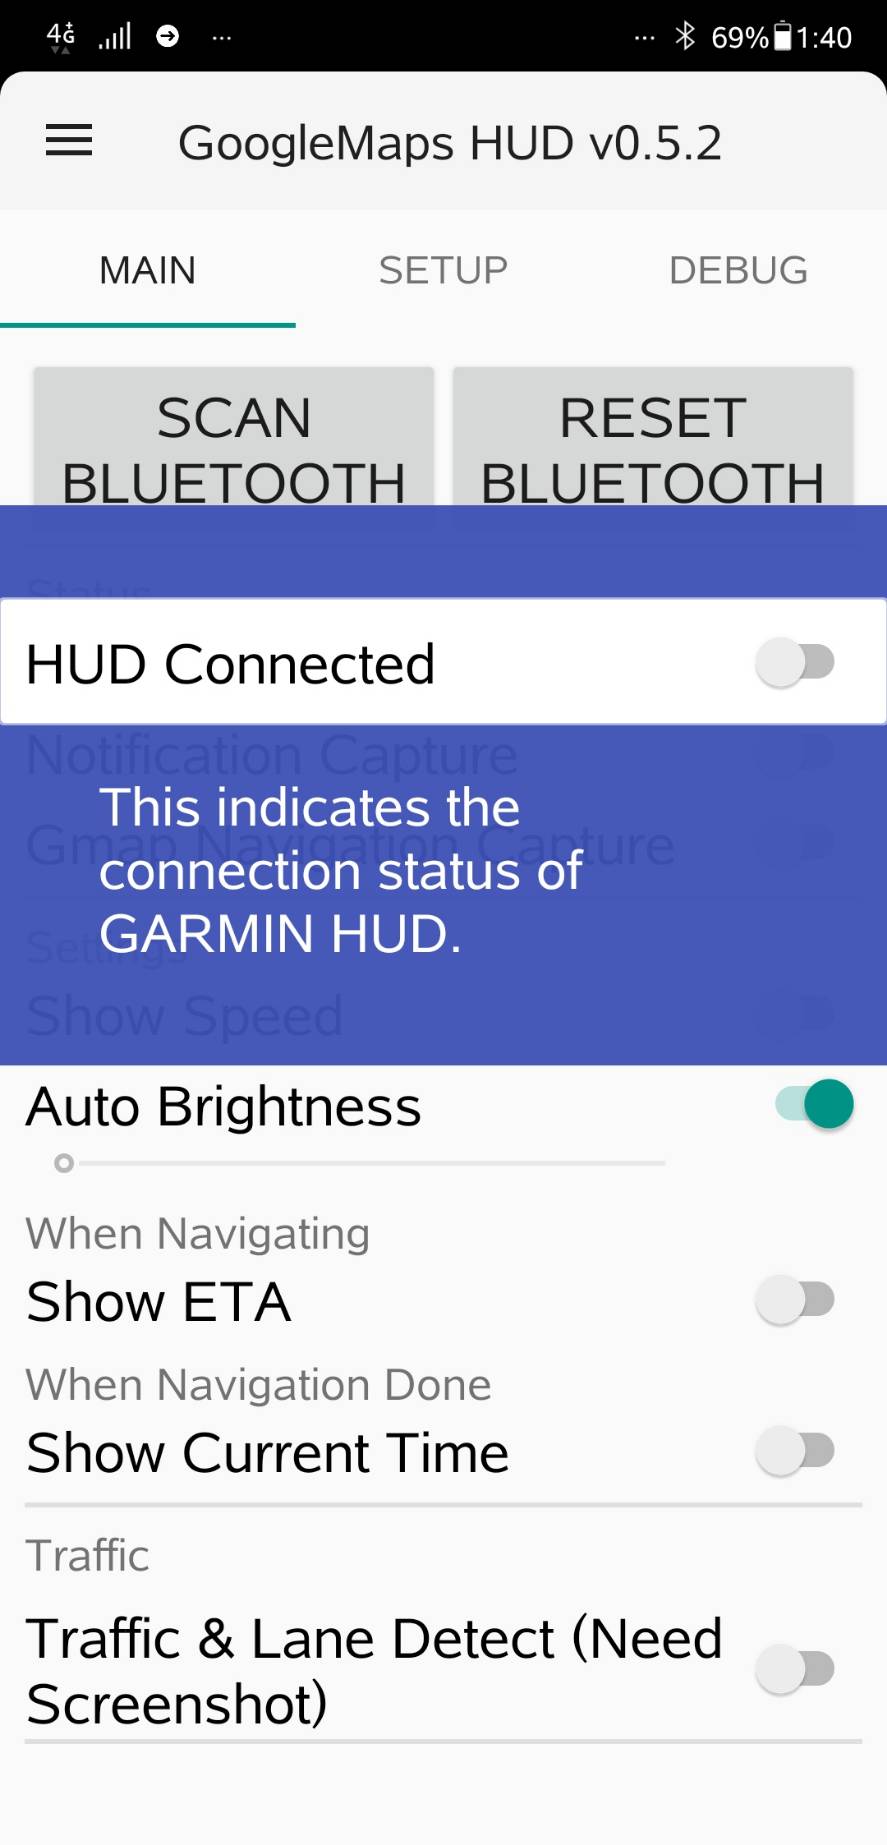 4G+ ... ... 69% 1:40
GoogleMaps HUD v0.5.2
MAIN SETUP DEBUG
SCAN
BLUETOOTH
RESET
BLUETOOTH
Status
HUD Connected
Notification Capture
Gmap Navigation Capture
This indicates the
connection status of
GARMIN HUD.
Settings
Show Speed
Auto Brightness
When Navigating
Show ETA
When Navigation Done
Show Current Time
Traffic
Traffic & Lane Detect (Need
Screenshot)